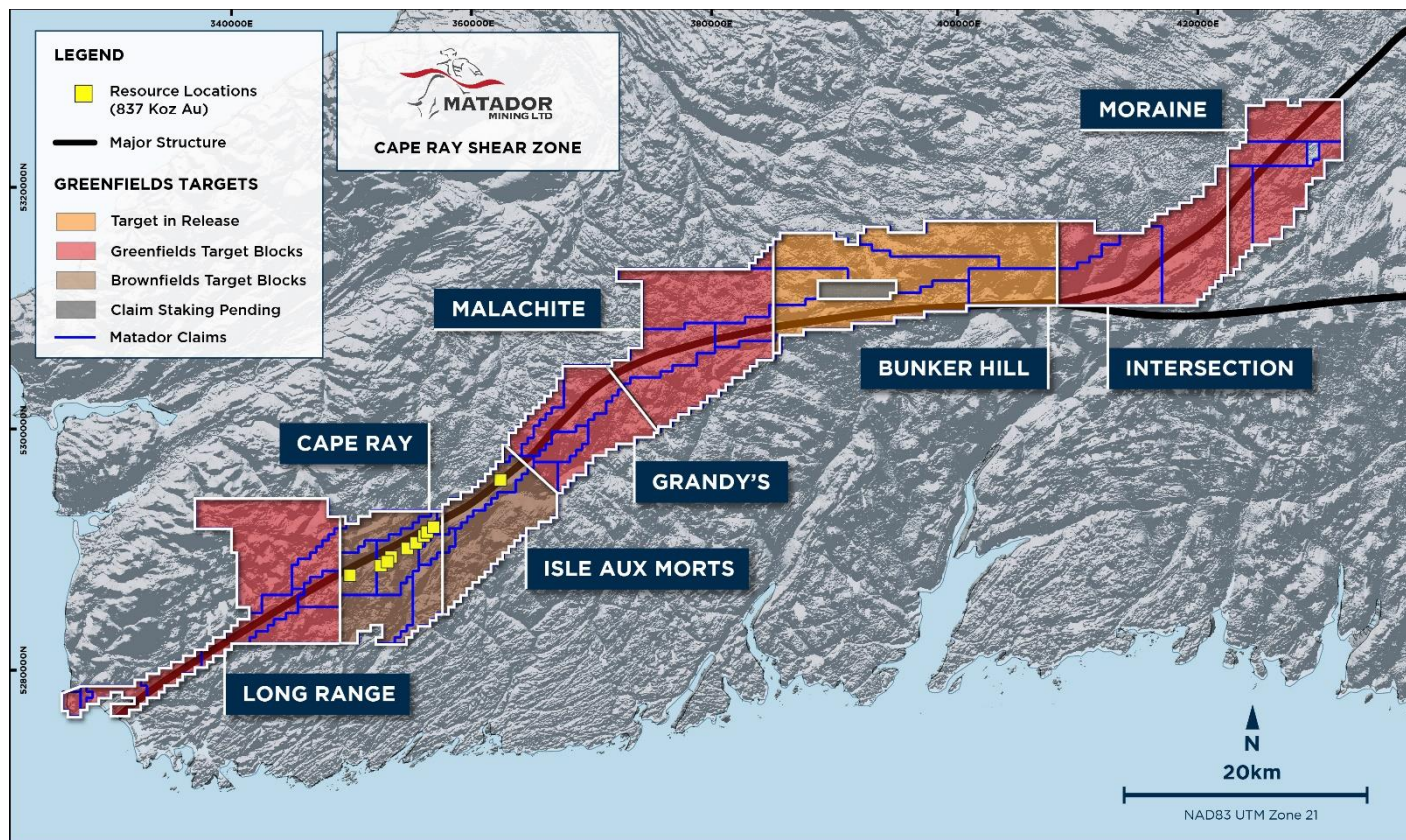 340000E
360000E
380000E
400000E
420000E
LEGEND
Resource Locations
(837 Koz Au)
Major Structure
GREENFIELDS TARGETS
Target in Release
Greenfields Target Blocks
Brownfields Target Blocks
Claim Staking Pending
Matador Claims
MATADOR
MINING LTD
CAPE RAY SHEAR ZONE
5320000N
5300000N
5280000N
MORAINE
MALACHITE
BUNKER HILL
INTERSECTION
CAPE RAY
GRANDY'S
ISLE AUX MORTS
LONG RANGE
N
20km
NAD83 UTM Zone 21